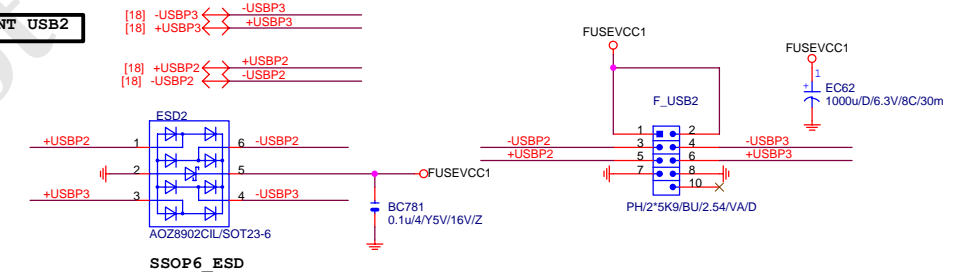 NT USB2
[18] -USBP3 -USBP3
[18] +USBP3 +USBP3
[18] +USBP2 +USBP2
[18] -USBP2 -USBP2
ESD2
+USBP2 1 6 -USBP2
2 5 FUSEVCC1
+USBP3 3 4 -USBP3
AOZ8902CIL/SOT23-6
SSOP6_ESD
BC781
0.1u/4/Y5V/16V/Z
FUSEVCC1
F_USB2
1 2
-USBP2 3 4 -USBP3
+USBP2 5 6 +USBP3
7 8
10
PH/2*5K9/BU/2.54/VA/D
FUSEVCC1
1
+
EC62
1000u/D/6.3V/8C/30m